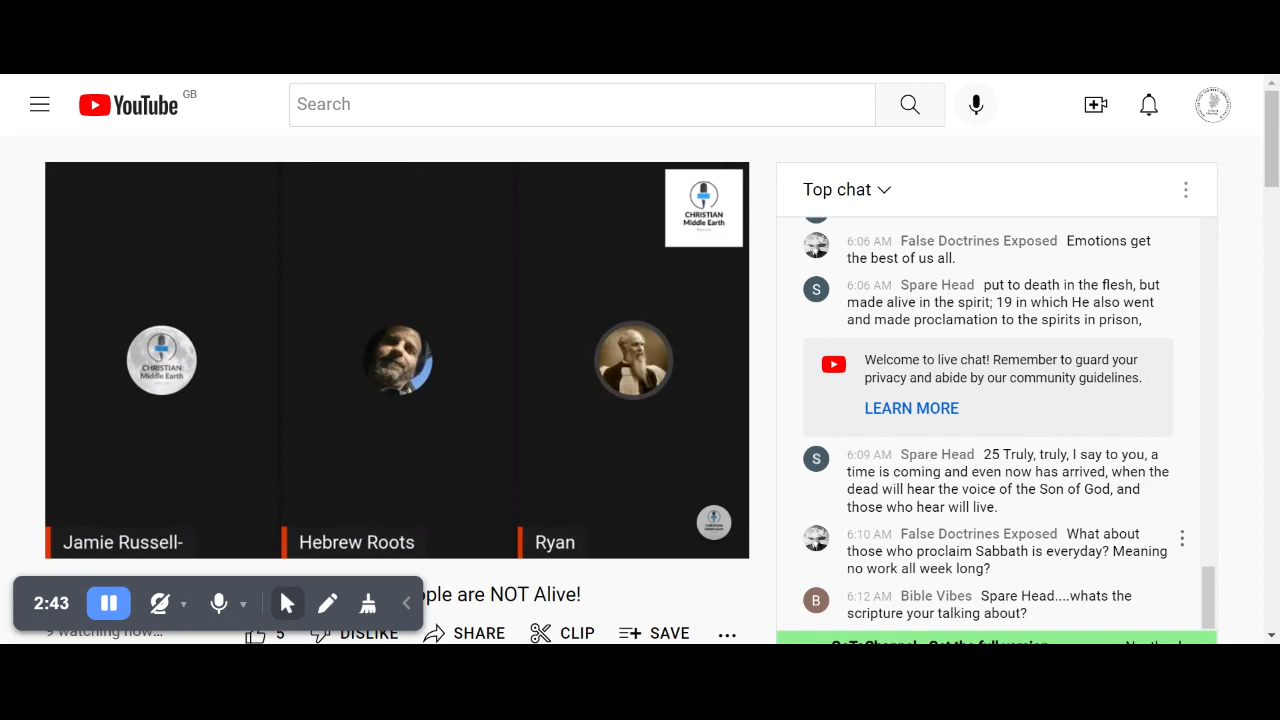 YouTube GB
Search
CHRISTIAN
Middle Earth
CHRISTIAN
Middle Earth
Jamie Russell-
Hebrew Roots
Ryan
2:43
ple are NOT Alive!
9 watching now...
5
DISLIKE
SHARE
CLIP
SAVE
Top chat
6:06 AM False Doctrines Exposed Emotions get
the best of us all.
S
6:06 AM Spare Head put to death in the flesh, but
made alive in the spirit; 19 in which He also went
and made proclamation to the spirits in prison,
Welcome to live chat! Remember to guard your
privacy and abide by our community guidelines.
LEARN MORE
S
6:09 AM Spare Head 25 Truly, truly, I say to you, a
time is coming and even now has arrived, when the
dead will hear the voice of the Son of God, and
those who hear will live.
6:10 AM False Doctrines Exposed What about
those who proclaim Sabbath is everyday? Meaning
no work all week long?
B
6:12 AM Bible Vibes Spare Head....whats the
scripture your talking about?